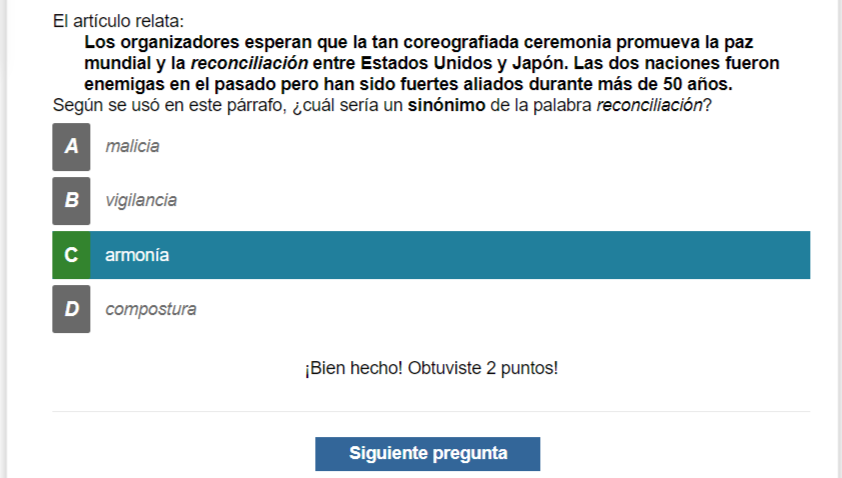 El artículo relata:
Los organizadores esperan que la tan coreografiada ceremonia promueva la paz
mundial y la reconciliación entre Estados Unidos y Japón. Las dos naciones fueron
enemigas en el pasado pero han sido fuertes aliados durante más de 50 años.
Según se usó en este párrafo, ¿cuál sería un sinónimo de la palabra reconciliación?
A malicia
B vigilancia
C armonía
D compostura
¡Bien hecho! Obtuviste 2 puntos!
Siguiente pregunta